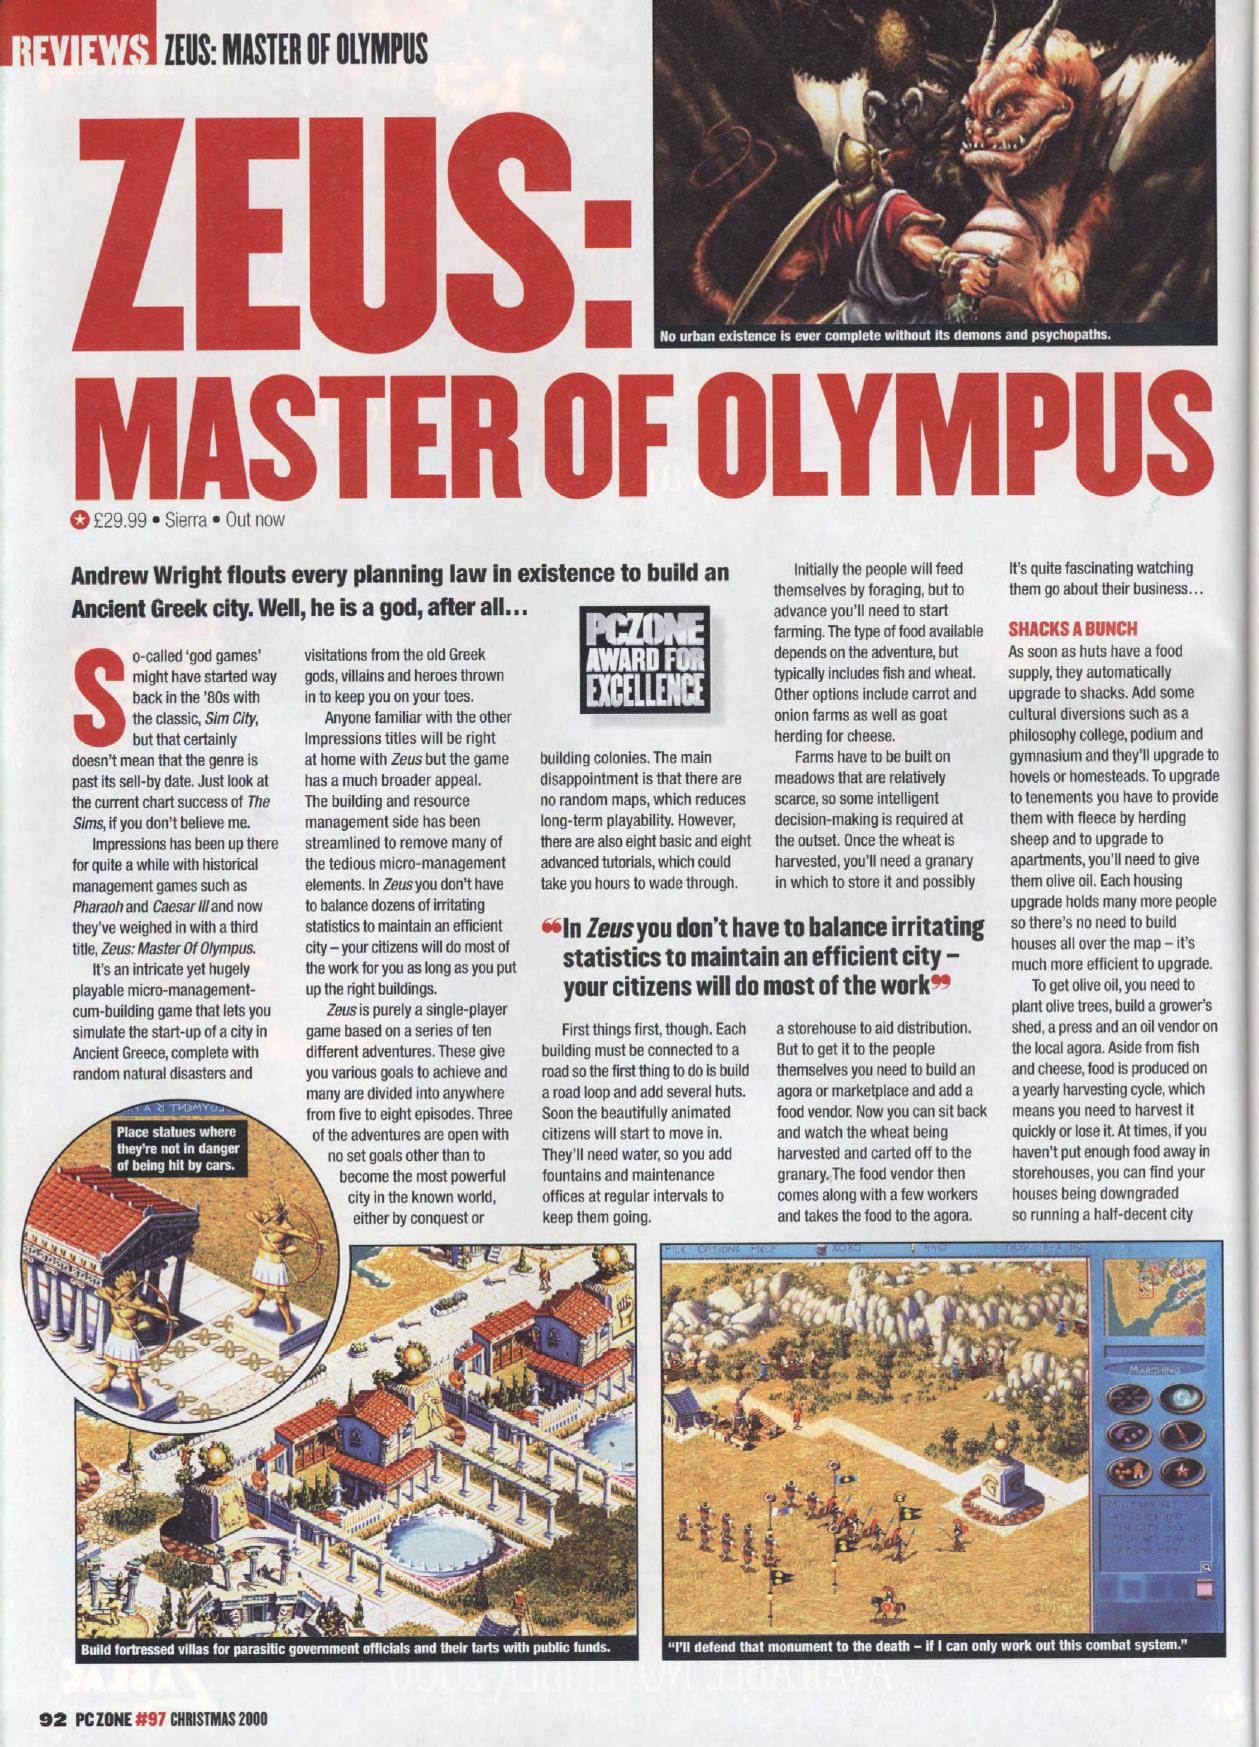 REVIEWS ZEUS: MASTER OF OLYMPUS
No urban existence is ever complete without its demons and psychopaths.
ZEUS:
MASTER OF OLYMPUS
£29.99 • Sierra • Out now
Andrew Wright flouts every planning law in existence to build an
Ancient Greek city. Well, he is a god, after all...
PCZONE
AWARD FOR
EXCELLENCE
So-called ‘god games’
might have started way
back in the ’80s with
the classic, Sim City,
but that certainly
doesn’t mean that the genre is
past its sell-by date. Just look at
the current chart success of The
Sims, if you don’t believe me.
Impressions has been up there
for quite a while with historical
management games such as
Pharaoh and Caesar III and now
they’ve weighed in with a third
title, Zeus: Master Of Olympus.
It’s an intricate yet hugely
playable micro-management-
cum-building game that lets you
simulate the start-up of a city in
Ancient Greece, complete with
random natural disasters and
visitations from the old Greek
gods, villains and heroes thrown
in to keep you on your toes.
Anyone familiar with the other
Impressions titles will be right
at home with Zeus but the game
has a much broader appeal.
The building and resource
management side has been
streamlined to remove many of
the tedious micro-management
elements. In Zeus you don’t have
to balance dozens of irritating
statistics to maintain an efficient
city – your citizens will do most of
the work for you as long as you put
up the right buildings.
Zeus is purely a single-player
game based on a series of ten
different adventures. These give
you various goals to achieve and
many are divided into anywhere
from five to eight episodes. Three
of the adventures are open with
no set goals other than to
become the most powerful
city in the known world,
either by conquest or
building colonies. The main
disappointment is that there are
no random maps, which reduces
long-term playability. However,
there are also eight basic and eight
advanced tutorials, which could
take you hours to wade through.
“In Zeus you don’t have to balance irritating
statistics to maintain an efficient city –
your citizens will do most of the work”
First things first, though. Each
building must be connected to a
road so the first thing to do is build
a road loop and add several huts.
Soon the beautifully animated
citizens will start to move in.
They’ll need water, so you add
fountains and maintenance
offices at regular intervals to
keep them going.
Initially the people will feed
themselves by foraging, but to
advance you’ll need to start
farming. The type of food available
depends on the adventure, but
typically includes fish and wheat.
Other options include carrot and
onion farms as well as goat
herding for cheese.
Farms have to be built on
meadows that are relatively
scarce, so some intelligent
decision-making is required at
the outset. Once the wheat is
harvested, you’ll need a granary
in which to store it and possibly
a storehouse to aid distribution.
But to get it to the people
themselves you need to build an
agora or marketplace and add a
food vendor. Now you can sit back
and watch the wheat being
harvested and carted off to the
granary. The food vendor then
comes along with a few workers
and takes the food to the agora.
It’s quite fascinating watching
them go about their business...
SHACKS A BUNCH
As soon as huts have a food
supply, they automatically
upgrade to shacks. Add some
cultural diversions such as a
philosophy college, podium and
gymnasium and they’ll upgrade to
hovels or homesteads. To upgrade
to tenements you have to provide
them with fleece by herding
sheep and to upgrade to
apartments, you’ll need to give
them olive oil. Each housing
upgrade holds many more people
so there’s no need to build
houses all over the map – it’s
much more efficient to upgrade.
To get olive oil, you need to
plant olive trees, build a grower’s
shed, a press and an oil vendor on
the local agora. Aside from fish
and cheese, food is produced on
a yearly harvesting cycle, which
means you need to harvest it
quickly or lose it. At times, if you
haven’t put enough food away in
storehouses, you can find your
houses being downgraded
so running a half-decent city
Place statues where
they’re not in danger
of being hit by cars.
Build fortressed villas for parasitic government officials and their tarts with public funds.
FILE OPTIONS HELP 8080 440
MARCHING
“I’ll defend that monument to the death – if I can only work out this combat system.”
92 PC ZONE #97 CHRISTMAS 2000